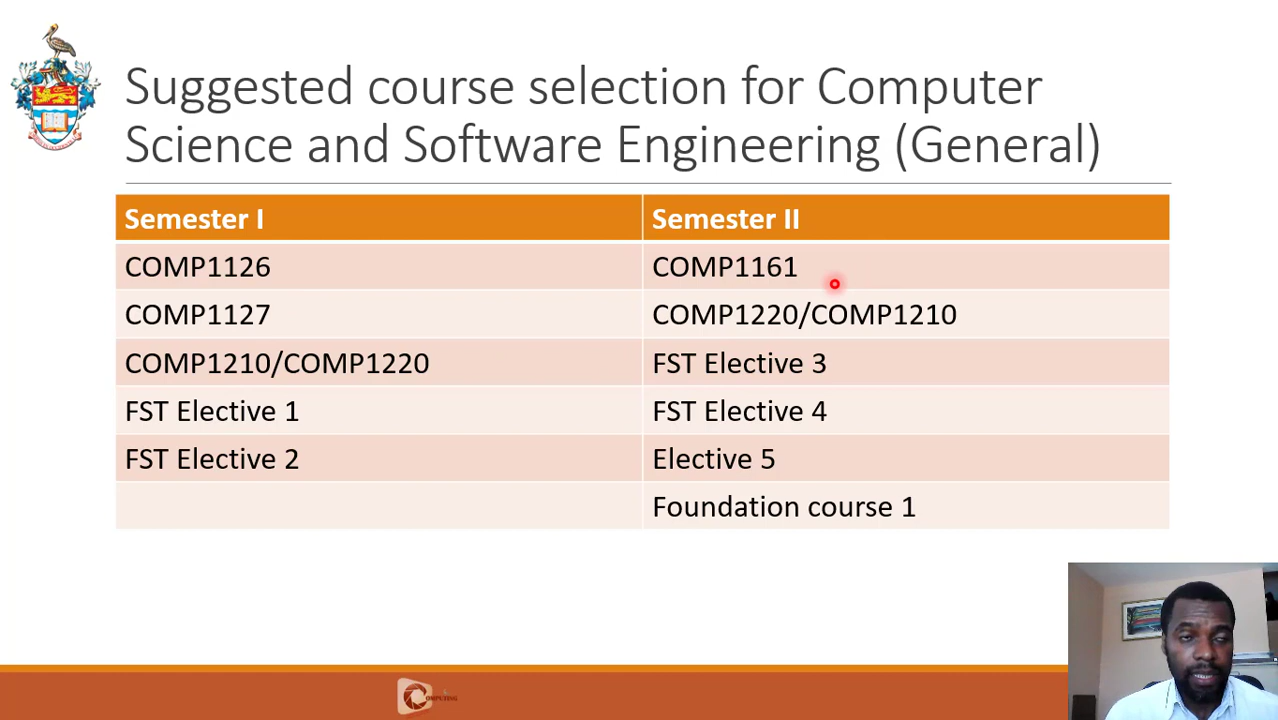 Suggested course selection for Computer
Science and Software Engineering (General)
Semester I
Semester II
COMP1126
COMP1161
COMP1127
COMP1220/COMP1210
COMP1210/COMP1220
FST Elective 3
FST Elective 1
FST Elective 4
FST Elective 2
Elective 5
Foundation course 1
COMPUTING